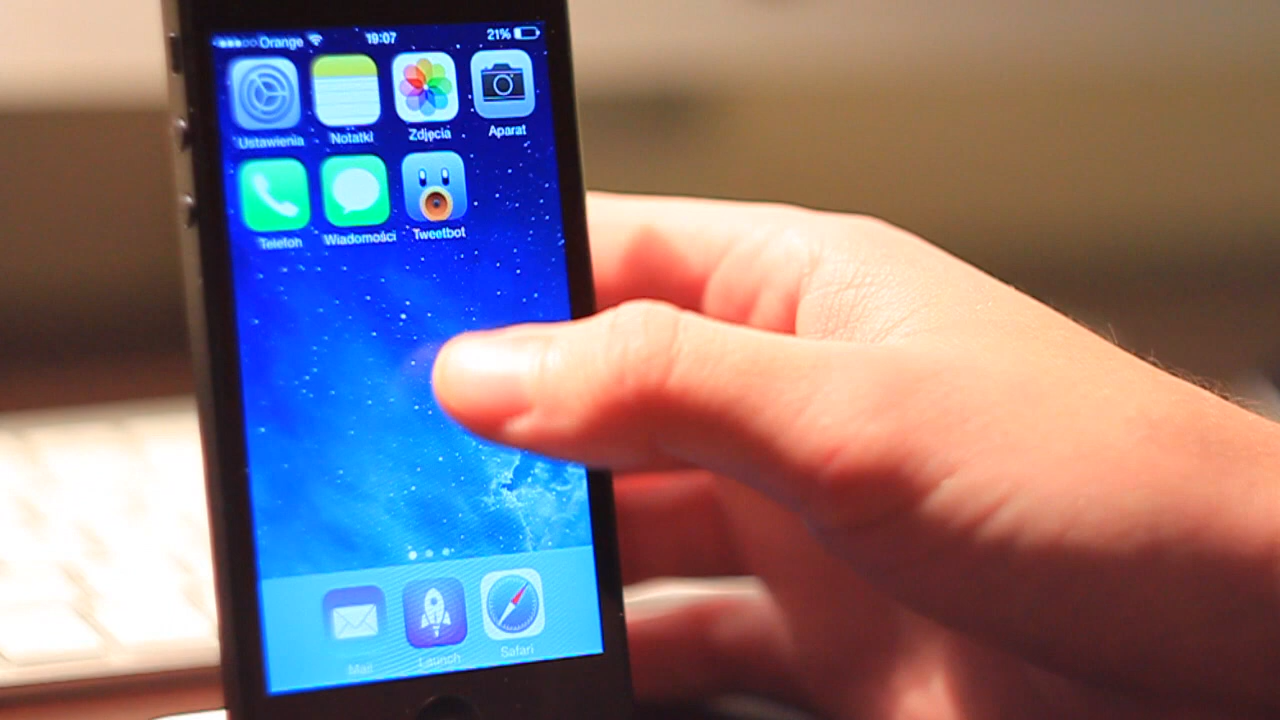 Orange 19:07 21%
Ustawienia Notatki Zdjęcia Aparat
Telefon Wiadomości Tweetbot
Mail Launch Safari